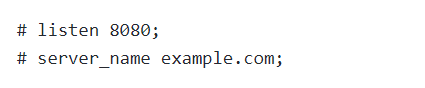 # listen 8080;
# server_name example.com;